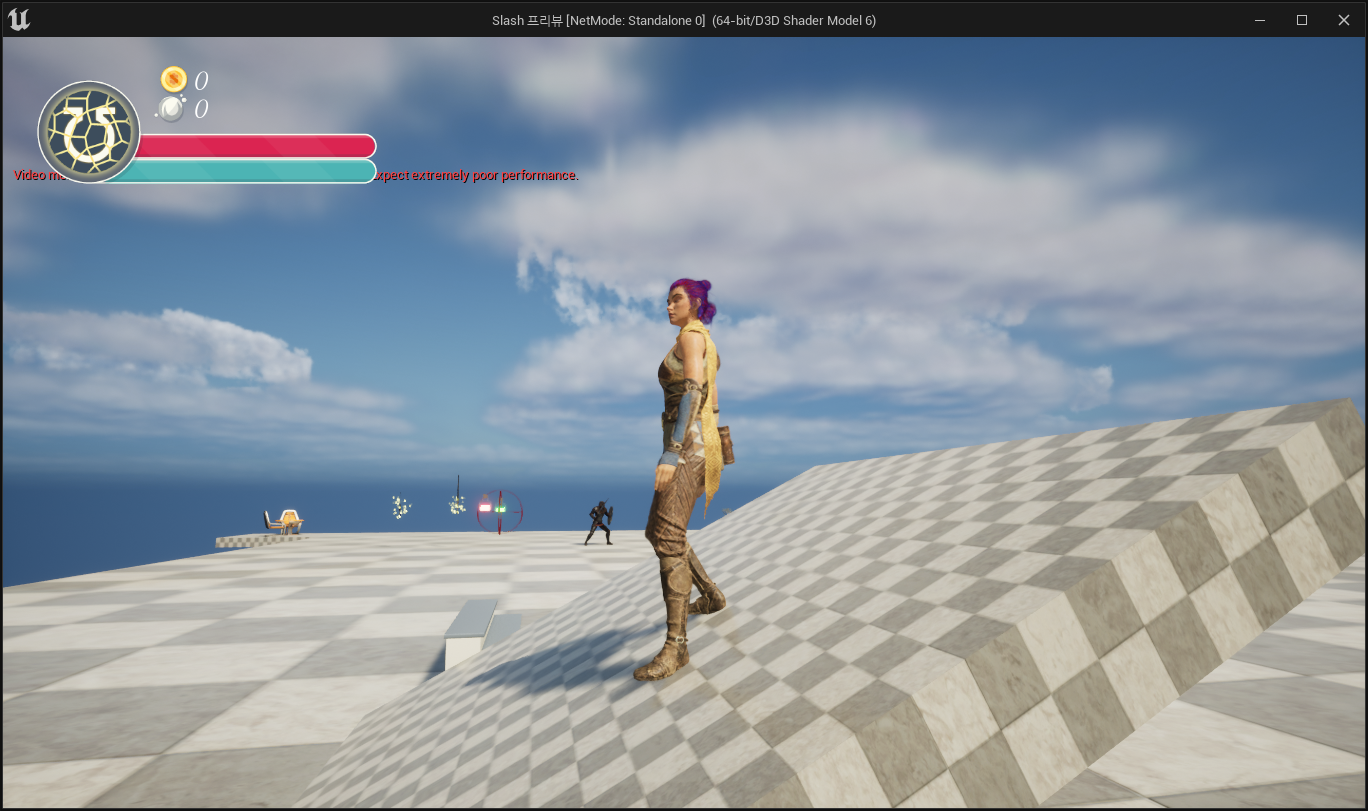 Slash 프리뷰 [NetMode: Standalone 0] (64-bit/D3D Shader Model 6)
0
0
Video expect extremely poor performance.